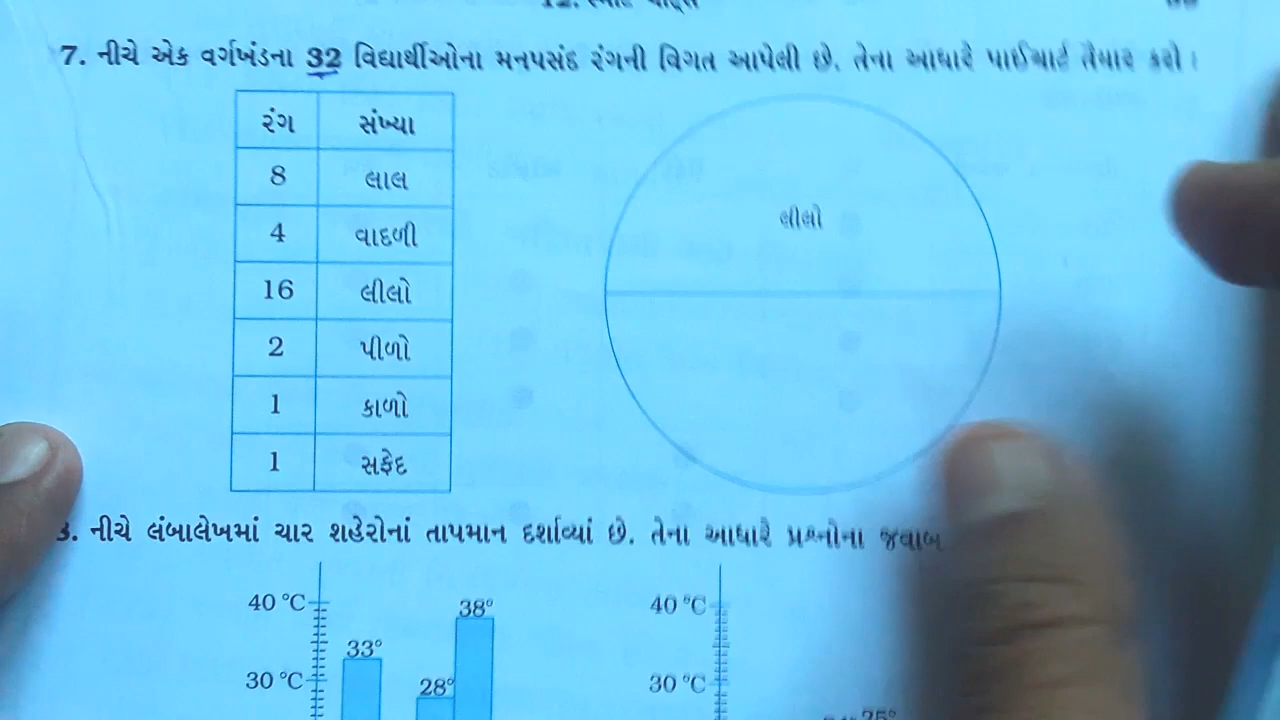 7. નીચે એક વર્ગખંડના 32 વિદ્યાર્થીઓના મનપસંદ રંગની વિગત આપેલી છે. તેના આધારે પાઈચાર્ટ તૈયાર કરો।
રંગ સંખ્યા
8 લાલ
4 વાદળી
16 લીલો
2 પીળો
1 કાળો
1 સફેદ
લીલો
નીચે લંબાલેખમાં ચાર શહેરોનાં તાપમાન દર્શાવ્યાં છે. તેના આધારે પ્રશ્નોના જવાબ
40 °C 38° 40 °C
33°
30 °C 28° 30 °C
25°